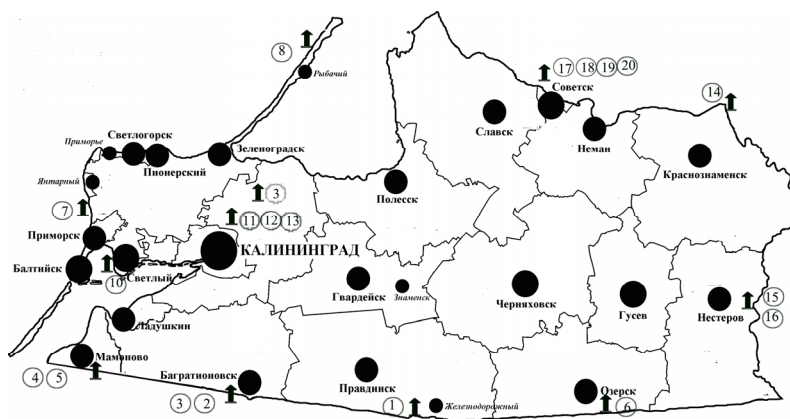 8
Рыбачий
17 18 19 20
Советск
14
Славск
Неман
Краснознаменск
Приморье
Светлогорск
Пионерский
Зеленоградск
Янтарный
Полесск
3
7
11 12 13
Приморск
КАЛИНИНГРАД
Балтийск
Светлый
10
Гвардейск
Знаменск
Черняховск
Гусев
Нестеров
15
16
Ладушкин
Мамоново
4 5
Багратионовск
3 2
Правдинск
1
Железнодорожный
Озерск
6